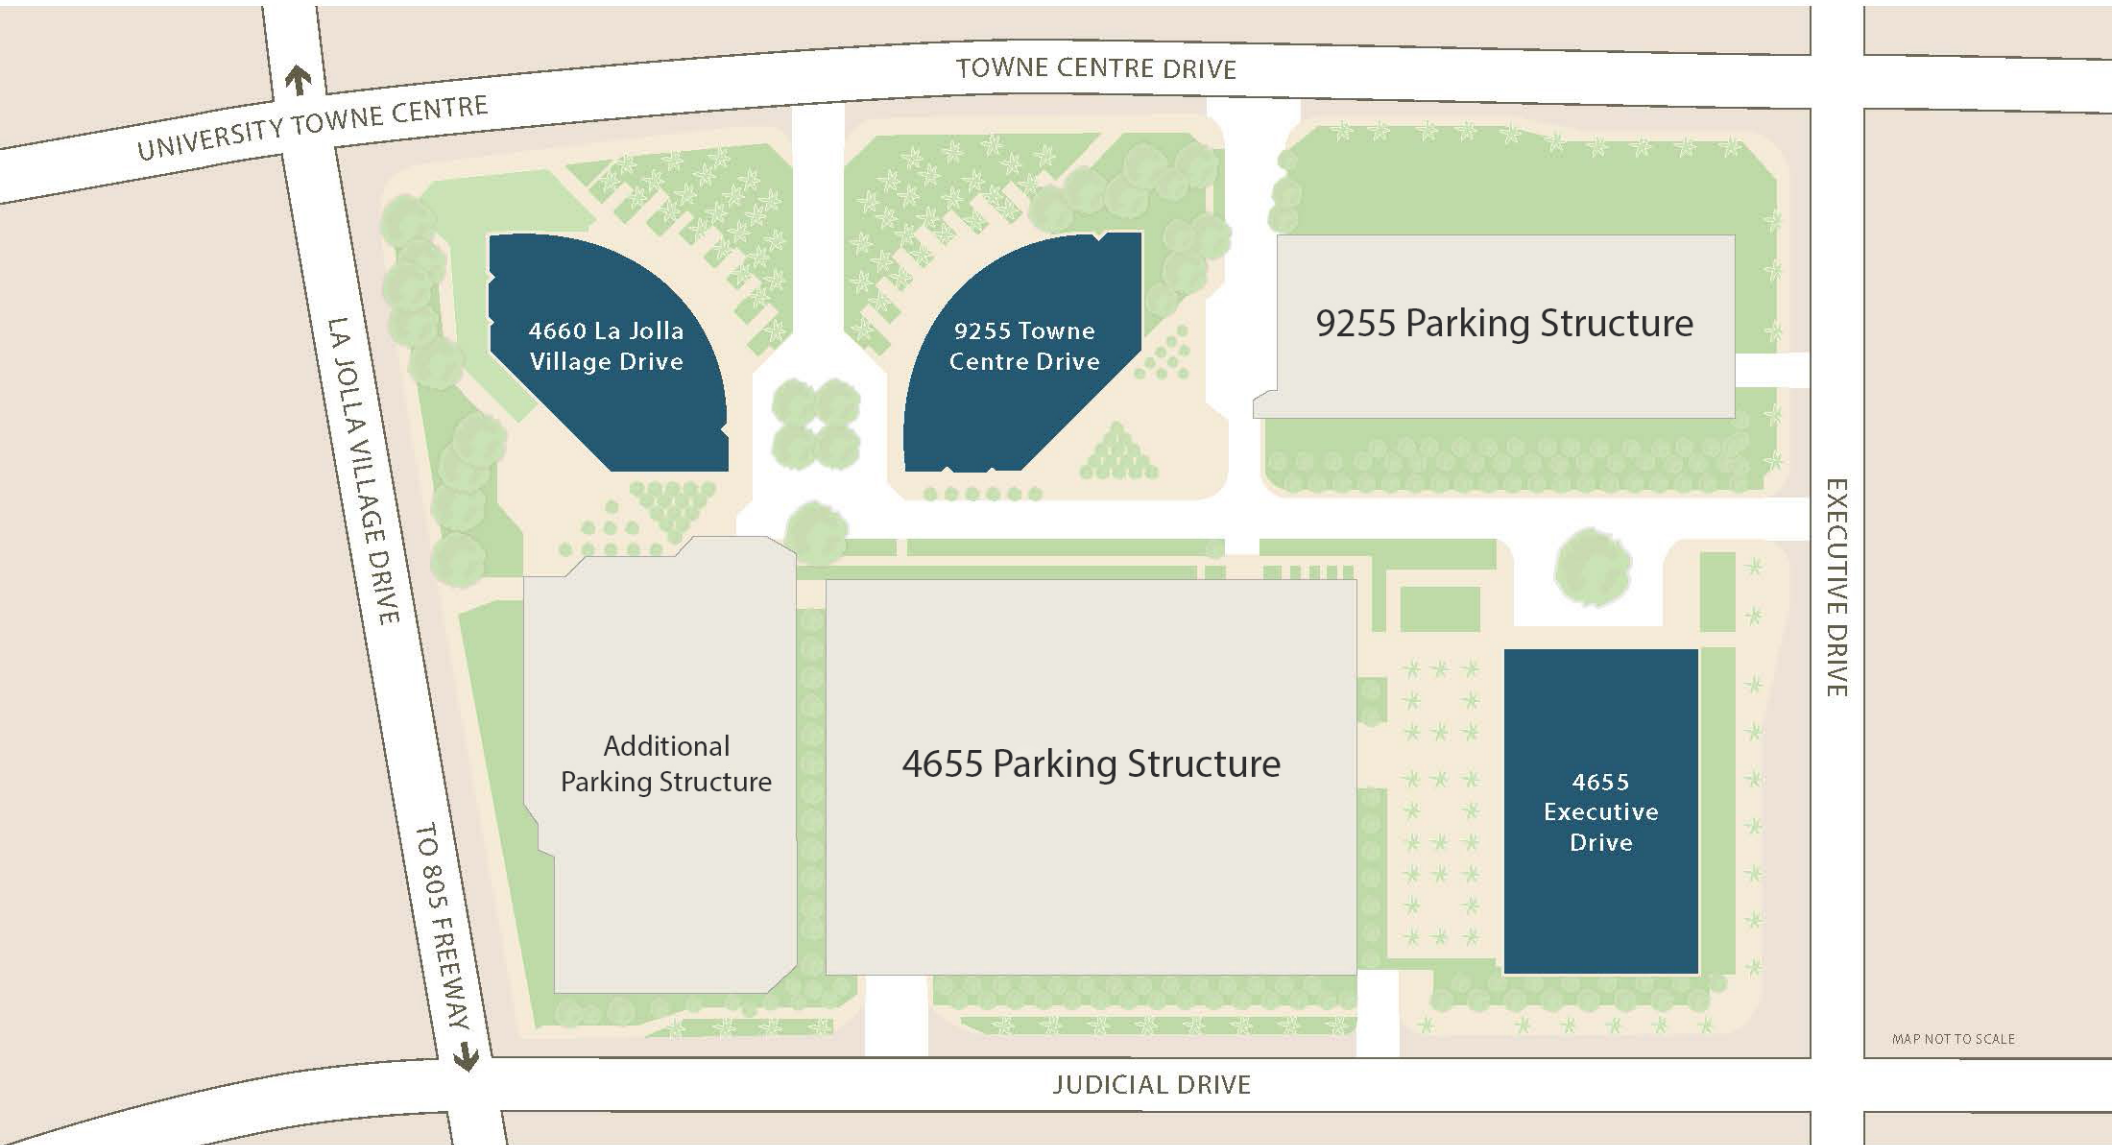 TOWNE CENTRE DRIVE
UNIVERSITY TOWNE CENTRE
4660 La Jolla
Village Drive
9255 Towne
Centre Drive
9255 Parking Structure
LA JOLLA VILLAGE DRIVE
EXECUTIVE DRIVE
Additional
Parking Structure
4655 Parking Structure
4655
Executive
Drive
TO 805 FREEWAY
MAP NOT TO SCALE
JUDICIAL DRIVE